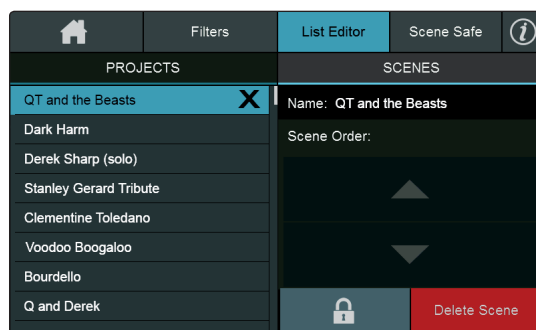 Filters
List Editor
Scene Safe
i
PROJECTS
SCENES
QT and the Beasts X
Dark Harm
Derek Sharp (solo)
Stanley Gerard Tribute
Clementine Toledano
Voodoo Boogaloo
Bourdello
Q and Derek
Name: QT and the Beasts
Scene Order:
Delete Scene